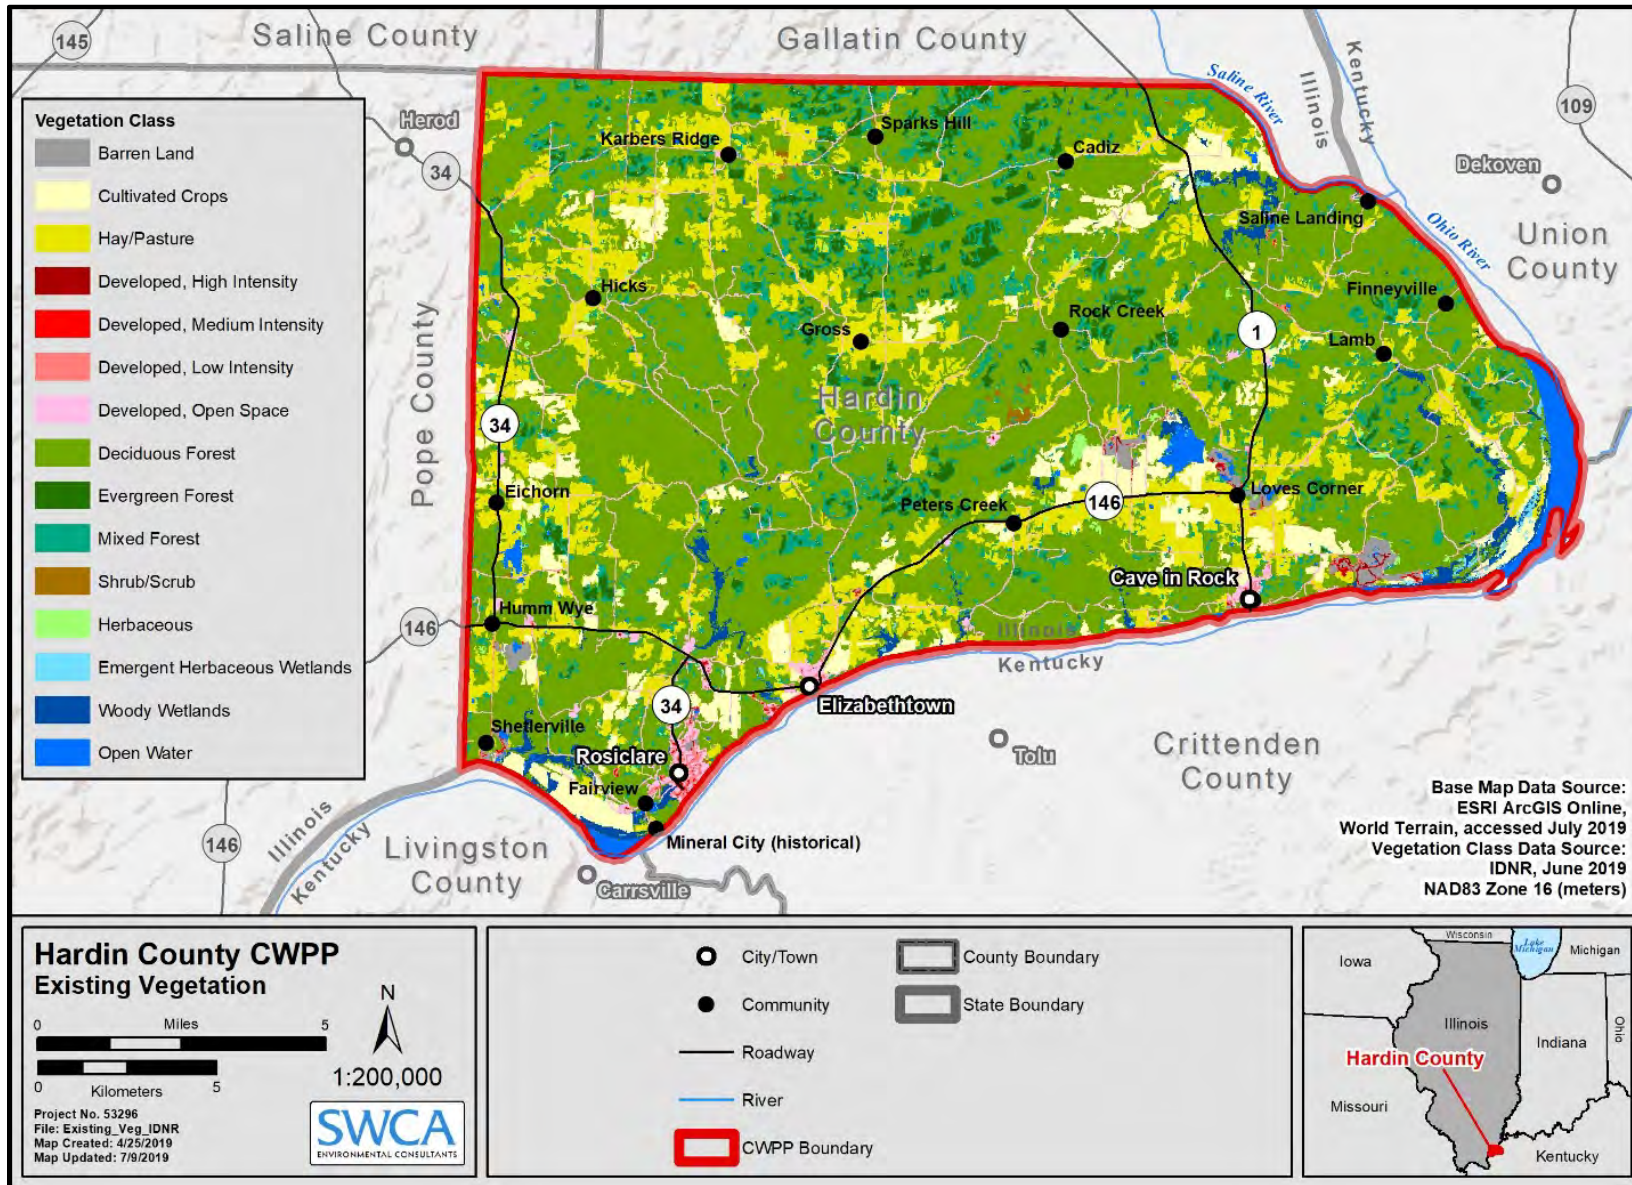 145
Saline County
Gallatin County
Kentucky
Illinois
Saline River
109
Vegetation Class
Barren Land
Cultivated Crops
Hay/Pasture
Developed, High Intensity
Developed, Medium Intensity
Developed, Low Intensity
Developed, Open Space
Deciduous Forest
Evergreen Forest
Mixed Forest
Shrub/Scrub
Herbaceous
Emergent Herbaceous Wetlands
Woody Wetlands
Open Water
Herod
34
Karbers Ridge
Sparks Hill
Cadiz
Dekoven
Saline Landing
Ohio River
Union
County
Hicks
Finneyville
Gross
Rock Creek
1
Lamb
Pope County
Hardin
County
34
Eichorn
Peters Creek
146
Loves Corner
Cave in Rock
Humm Wye
146
Illinois
Kentucky
34
Elizabethtown
Shetlerville
Rosiclare
Tolu
Crittenden
County
Fairview
Mineral City (historical)
Illinois
Kentucky
146
Livingston
County
Carrsville
Base Map Data Source:
ESRI ArcGIS Online,
World Terrain, accessed July 2019
Vegetation Class Data Source:
IDNR, June 2019
NAD83 Zone 16 (meters)
Hardin County CWPP
Existing Vegetation
N
0 Miles 5
0 Kilometers 5
1:200,000
Project No. 53296
File: Existing_Veg_IDNR
Map Created: 4/25/2019
Map Updated: 7/9/2019
SWCA
ENVIRONMENTAL CONSULTANTS
City/Town
Community
Roadway
River
CWPP Boundary
County Boundary
State Boundary
Wisconsin
Lake
Michigan
Michigan
Iowa
Illinois
Indiana
Ohio
Hardin County
Missouri
Kentucky